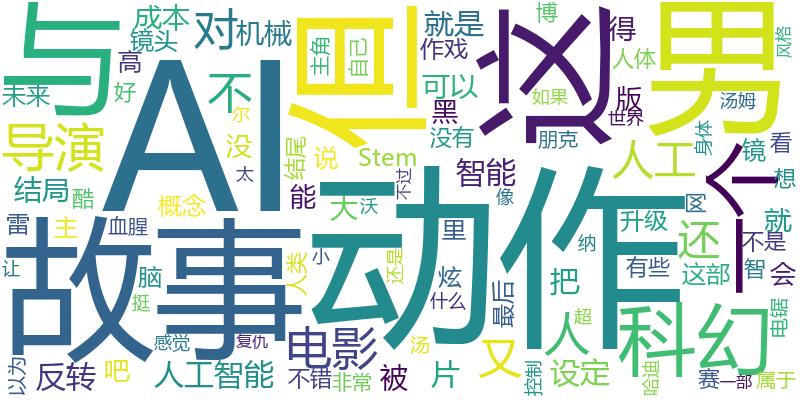 与
成本
镜头
对
机械
就是
作戏
主角
自己
但
这
博
得
人体
男
风格
未来
高
好
AI
不
可以
黑
没有
如果
版
世界
朋克
汤姆
身体
导演
没
尔
太
结尾
说
Stem
智能
不过
像
人工
镜
看
想
结局
酷
概念
能
大
沃
里
纳
升级
个
网
就
雷
主
血腥
故事
动作
还
不是
让
挺
脑
人类
小
还是
炫
什么
最后
把
人
有些
这部
智
会
以为
反转
吧
感觉
复仇
人工智能
电影
不错
非常
汤
被
片
又
控制
设定
超
哈迪
科幻
赛
一部
电锯
属于
一